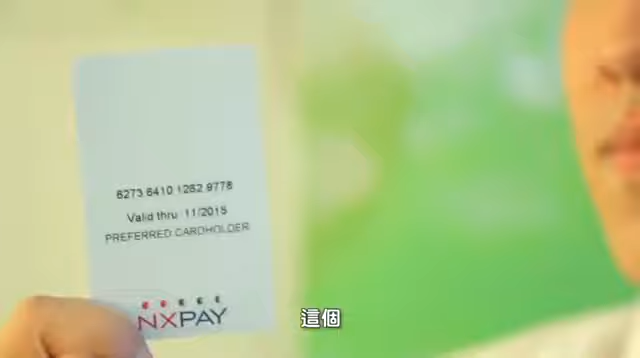 6273 6410 1262 9778
Valid thru 11/2015
PREFERRED CARDHOLDER
NXPAY
這個